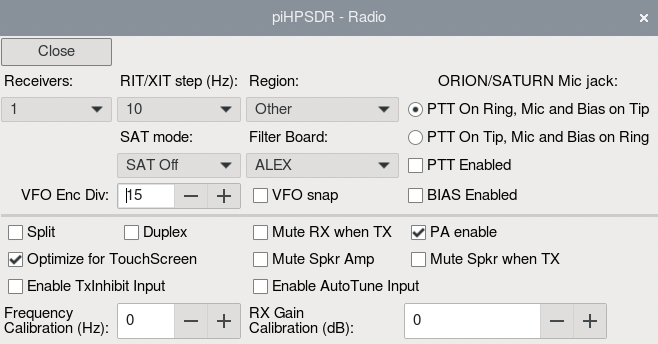 piHPSDR - Radio ×
Close
Receivers: RIT/XIT step (Hz): Region: ORION/SATURN Mic jack:
1 10 Other PTT On Ring, Mic and Bias on Tip
SAT mode: Filter Board: PTT On Tip, Mic and Bias on Ring
SAT Off ALEX PTT Enabled
VFO Enc Div: 15 − + VFO snap BIAS Enabled
Split Duplex Mute RX when TX PA enable
Optimize for TouchScreen Mute Spkr Amp Mute Spkr when TX
Enable TxInhibit Input Enable AutoTune Input
Frequency
Calibration (Hz): 0 − + RX Gain
Calibration (dB): 0 − +